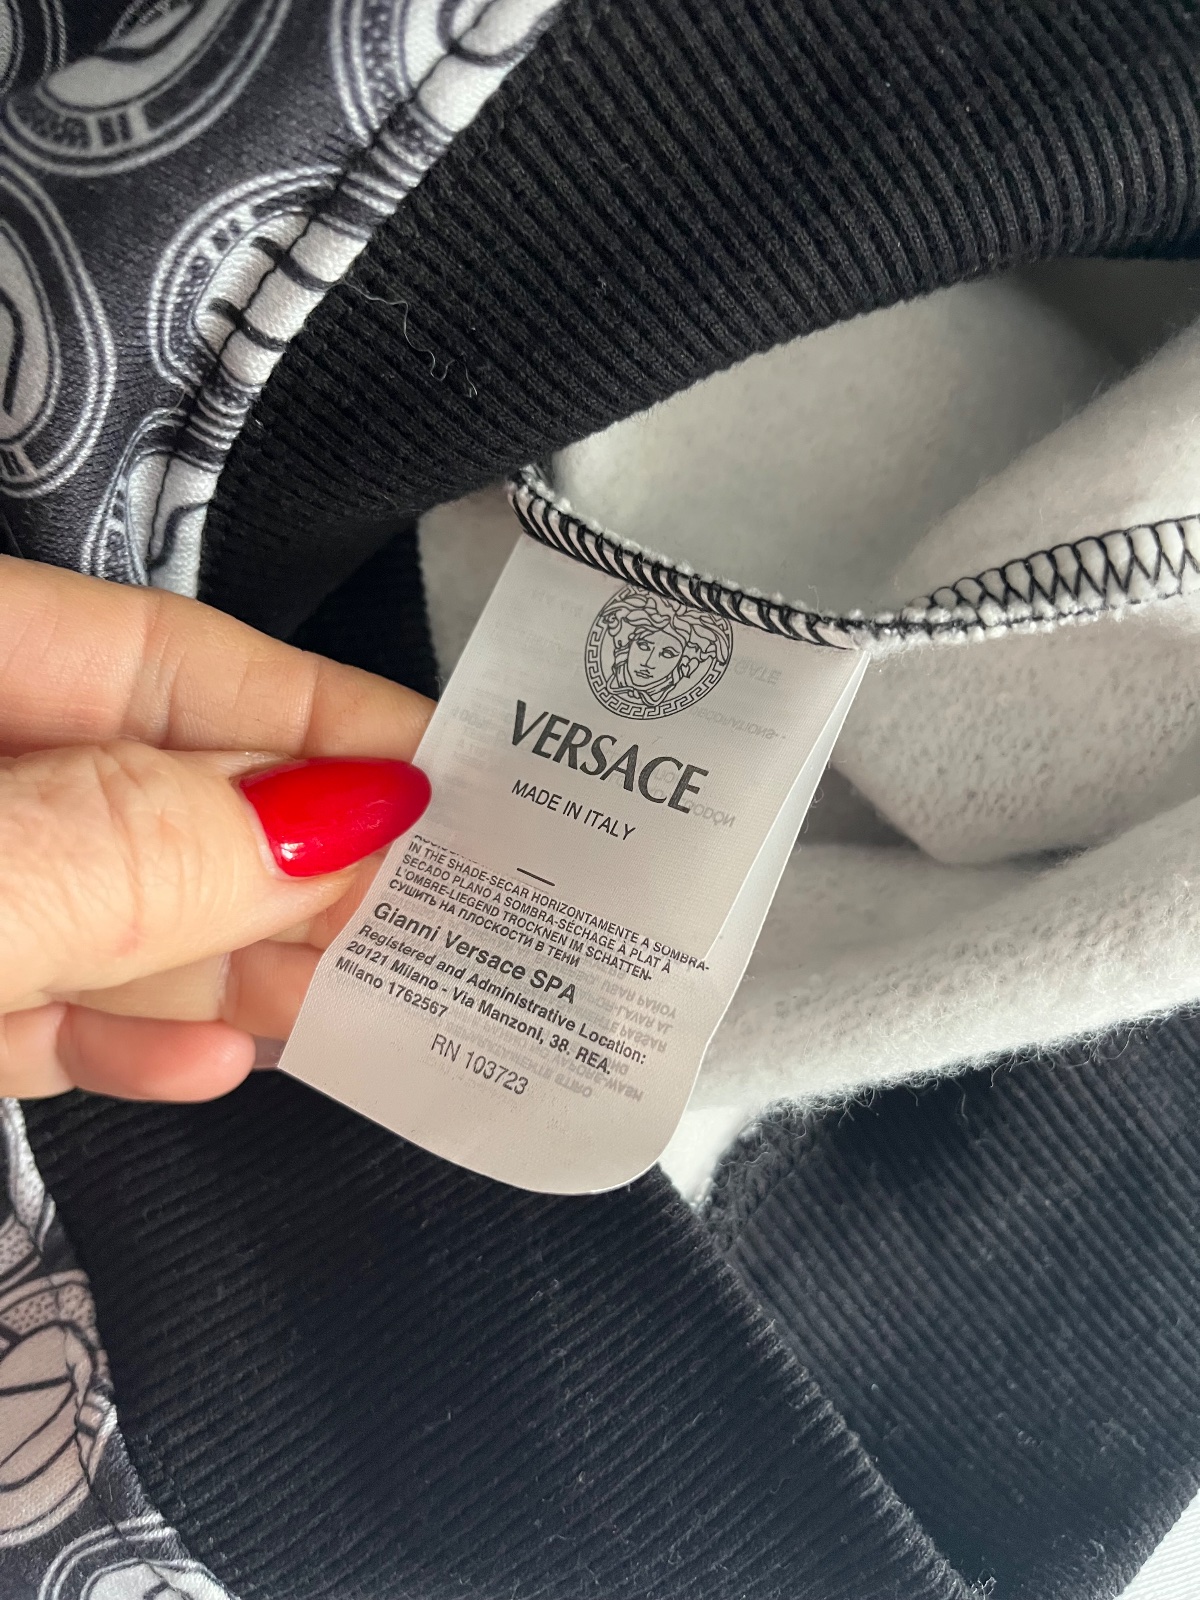 VERSACE
MADE IN ITALY
IN THE SHADE-SECAR HORIZONTAMENTE A SOMBRA-
SECADO PLANO A SOMBRA-SÉCHAGE À PLAT À
L'OMBRE-LIEGEND TROCKNEN IM SCHATTEN-
СУШИТЬ НА ПЛОСКОСТИ В ТЕНИ
Gianni Versace SPA
Registered and Administrative Location:
20121 Milano - Via Manzoni, 38. REA.
Milano 1762567
RN 103723